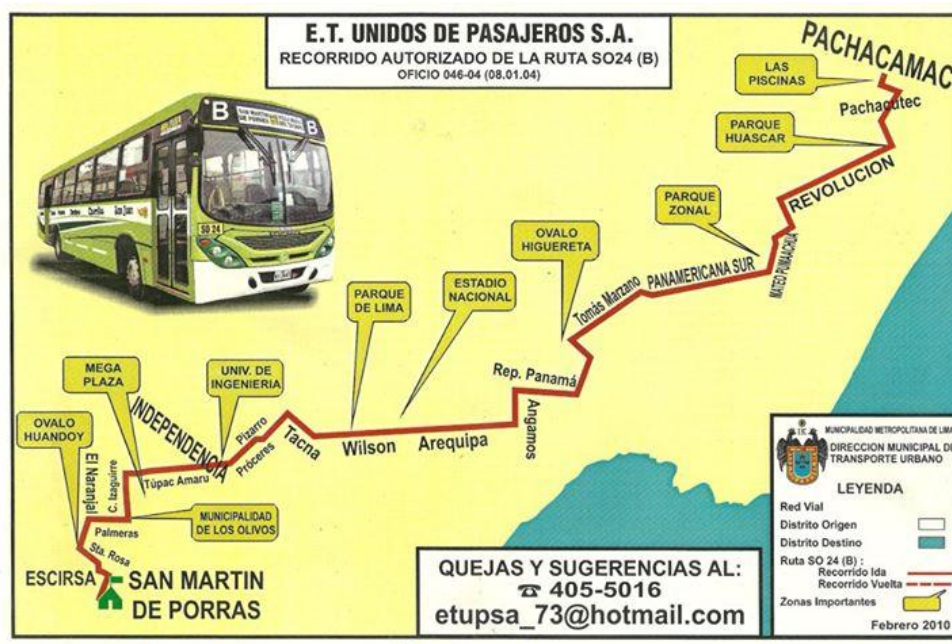 E.T. UNIDOS DE PASAJEROS S.A.
RECORRIDO AUTORIZADO DE LA RUTA SO24 (B)
OFICIO 046-04 (08.01.04)
PACHACAMAC
LAS
PISCINAS
Pachacutec
PARQUE
HUASCAR
REVOLUCION
PARQUE
ZONAL
MATEO PUMAACHUA
PANAMERICANA SUR
Tomás Marzano
OVALO
HIGUERETA
ESTADIO
NACIONAL
PARQUE
DE LIMA
Rep. Panamá
Angamos
Arequipa
Wilson
Tacna
UNIV. DE
INGENIERIA
Pizarro
Próceres
INDEPENDENCIA
Túpac Amaru
MEGA
PLAZA
C. Izaguirre
OVALO
HUANDOY
El Naranjal
MUNICIPALIDAD
DE LOS OLIVOS
Palmeras
Sta. Rosa
ESCIRSA
SAN MARTIN
DE PORRAS
B
B
SO 24
QUEJAS Y SUGERENCIAS AL:
☎ 405-5016
etupsa_73@hotmail.com
MUNICIPALIDAD METROPOLITANA DE LIMA
DIRECCION MUNICIPAL DE
TRANSPORTE URBANO
LEYENDA
Red Vial
Distrito Origen
Distrito Destino
Ruta SO 24 (B) :
Recorrido Ida
Recorrido Vuelta
Zonas Importantes
Febrero 2010